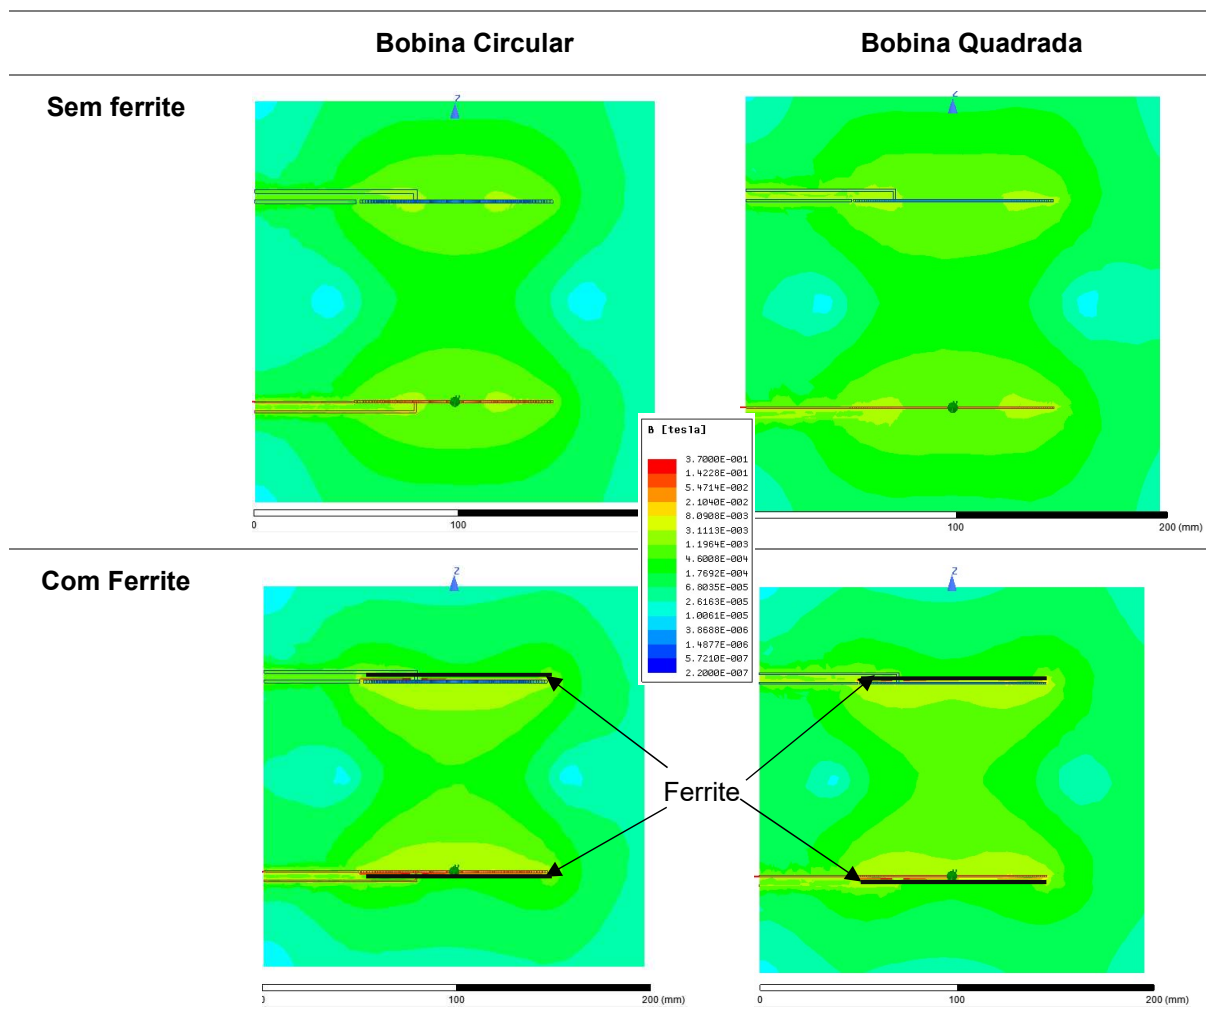 Bobina Circular
Bobina Quadrada
Sem ferrite
Z
Z
B [tesla]
3.7000E-001
1.4228E-001
5.4714E-002
2.1040E-002
8.0908E-003
3.1113E-003
1.1964E-003
4.6008E-004
1.7692E-004
6.8035E-005
2.6163E-005
1.0061E-005
3.8688E-006
1.4877E-006
5.7210E-007
2.2000E-007
0
100
100
200 (mm)
Com Ferrite
Z
Z
Ferrite
0
100
200 (mm)
0
100
200 (mm)